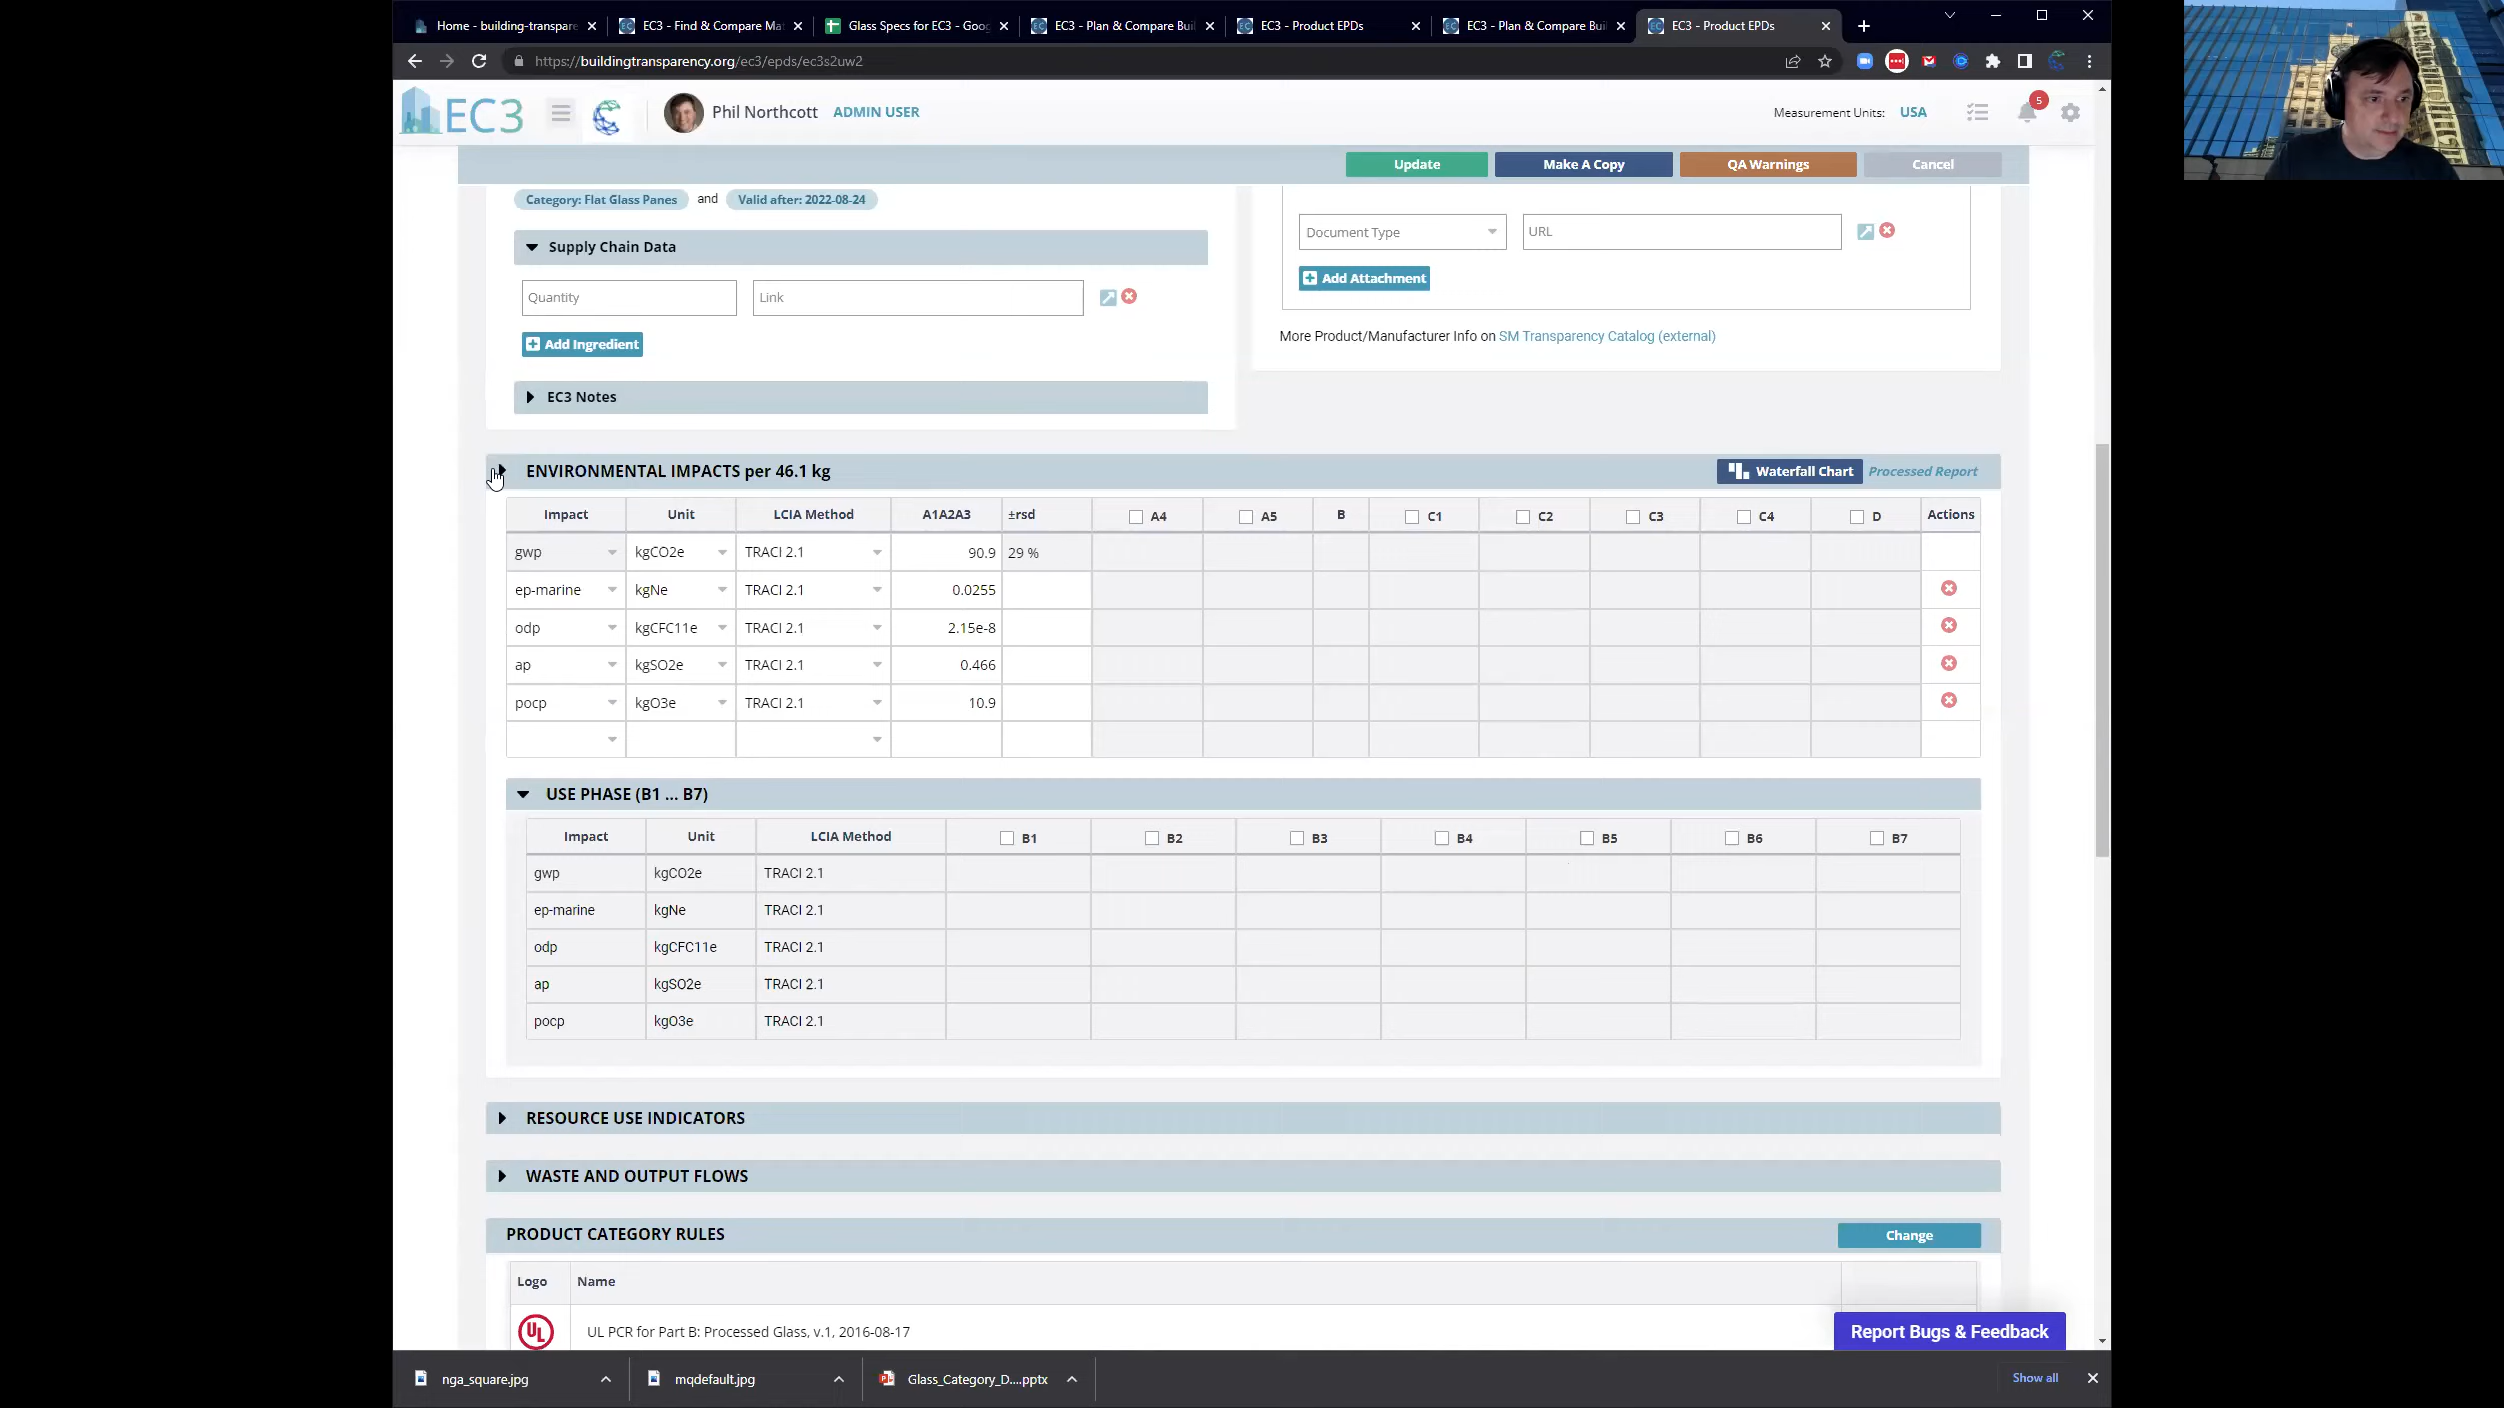 Home - building-transpare
EC3 - Find & Compare Ma
Glass Specs for EC3 - Goog
EC3 - Plan & Compare Bui
EC3 - Product EPDs
EC3 - Plan & Compare Bui
EC3 - Product EPDs
https://buildingtransparency.org/ec3/epds/ec3s2uw2
EC3
Phil Northcott ADMIN USER
Measurement Units: USA
5
Update
Make A Copy
QA Warnings
Cancel
Category: Flat Glass Panes and Valid after: 2022-08-24
Supply Chain Data
Quantity
Link
Add Ingredient
EC3 Notes
Document Type
URL
Add Attachment
More Product/Manufacturer Info on SM Transparency Catalog (external)
ENVIRONMENTAL IMPACTS per 46.1 kg
Waterfall Chart
Processed Report
Impact Unit LCIA Method A1A2A3 ±rsd A4 A5 B C1 C2 C3 C4 D Actions
gwp kgCO2e TRACI 2.1 90.9 29 %
ep-marine kgNe TRACI 2.1 0.0255
odp kgCFC11e TRACI 2.1 2.15e-8
ap kgSO2e TRACI 2.1 0.466
pocp kgO3e TRACI 2.1 10.9
USE PHASE (B1 ... B7)
Impact Unit LCIA Method B1 B2 B3 B4 B5 B6 B7
gwp kgCO2e TRACI 2.1
ep-marine kgNe TRACI 2.1
odp kgCFC11e TRACI 2.1
ap kgSO2e TRACI 2.1
pocp kgO3e TRACI 2.1
RESOURCE USE INDICATORS
WASTE AND OUTPUT FLOWS
PRODUCT CATEGORY RULES
Change
Logo Name
UL UL PCR for Part B: Processed Glass, v.1, 2016-08-17
Report Bugs & Feedback
nga_square.jpg
mqdefault.jpg
Glass_Category_D....pptx
Show all